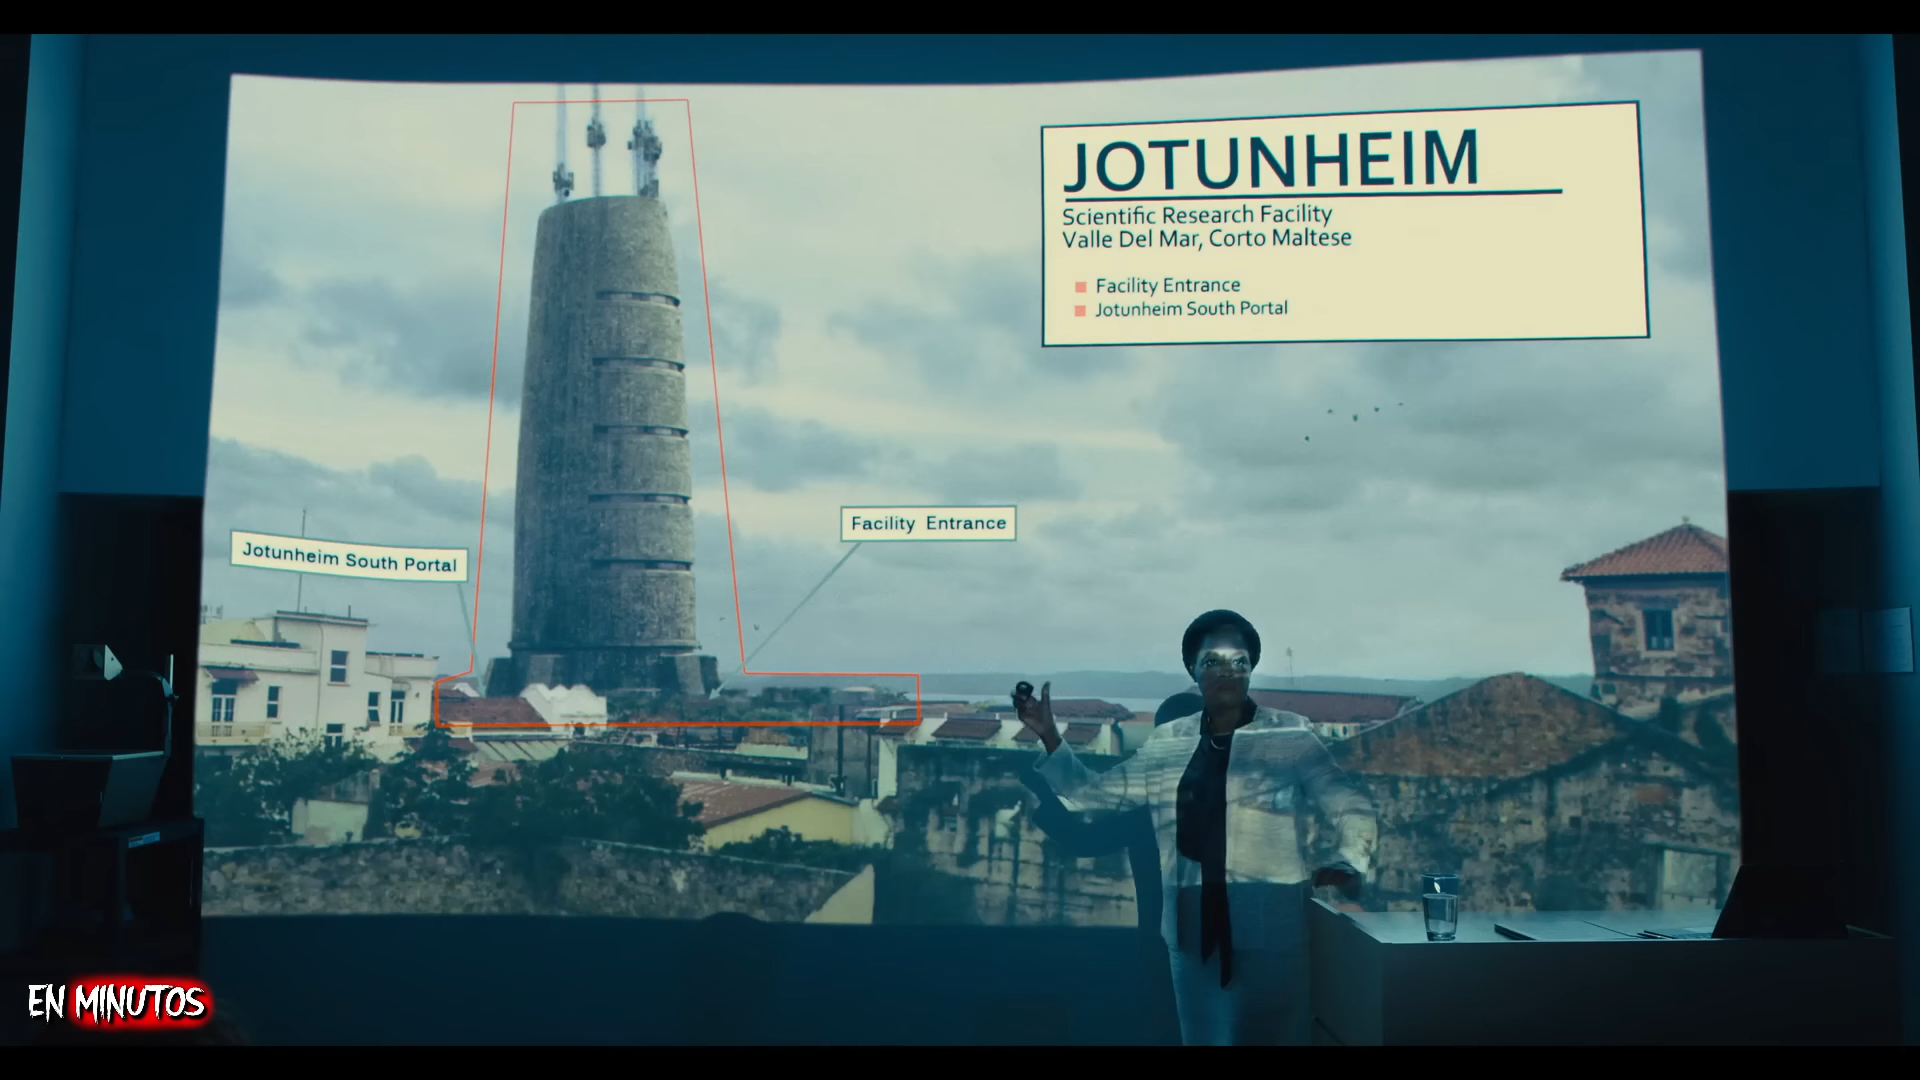 JOTUNHEIM
Scientific Research Facility
Valle Del Mar, Corto Maltese
Facility Entrance
Jotunheim South Portal
Facility Entrance
Jotunheim South Portal
EN MINUTOS